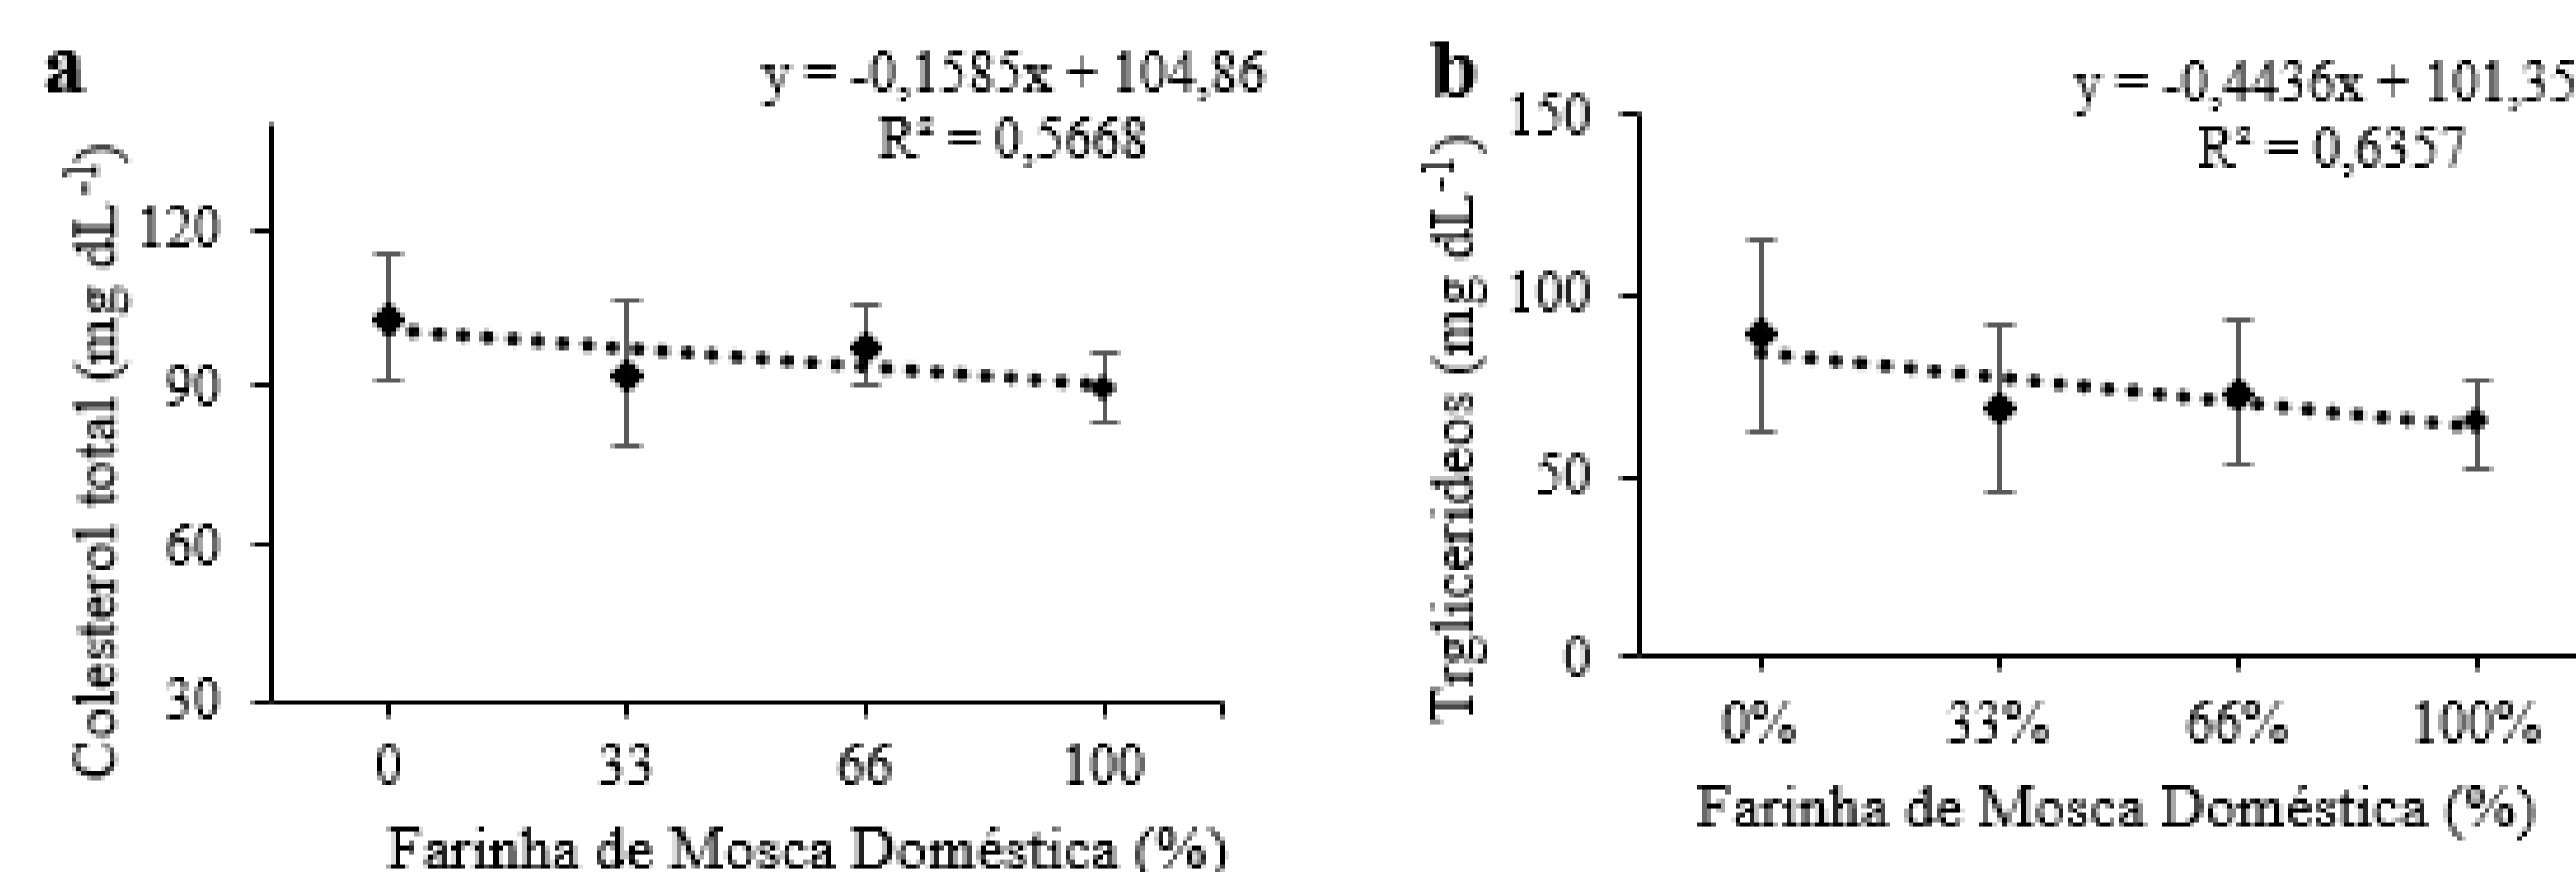 a
y = -0,1585x + 104,86
R² = 0,5668
Colesterol total (mg dL⁻¹)
120
90
60
30
0 33 66 100
Farinha de Mosca Doméstica (%)
b
y = -0,4436x + 101,35
R² = 0,6357
Trglicerideos (mg dL⁻¹)
150
100
50
0
0% 33% 66% 100%
Farinha de Mosca Doméstica (%)